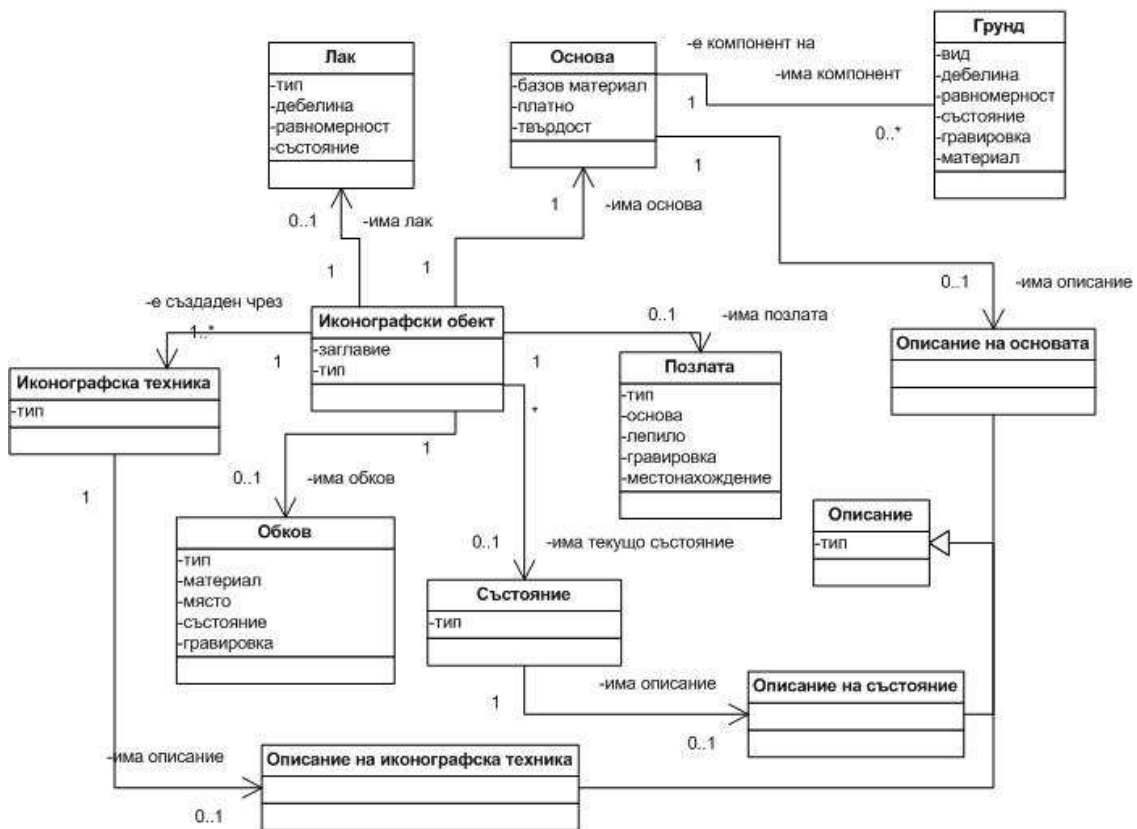 Грунд
-вид
-дебелина
-равномерност
-състояние
-гравировка
-материал
Лак
-тип
-дебелина
-равномерност
-състояние
Основа
-базов материал
-платно
-твърдост
-е компонент на
-има компонент
1
0..*
1
1
-има основа
0..1
-има лак
1
1
0..1
-има описание
-е създаден чрез
1..*
1
Иконографски обект
-заглавие
-тип
0..1
-има позлата
1
Описание на основата
Иконографска техника
-тип
Позлата
-тип
-основа
-лепило
-гравировка
-местонахождение
*
1
0..1
-има обков
1
Обков
-тип
-материал
-място
-състояние
-гравировка
Описание
-тип
0..1
-има текущо състояние
Състояние
-тип
-има описание
1
0..1
Описание на състояние
-има описание
0..1
Описание на иконографска техника